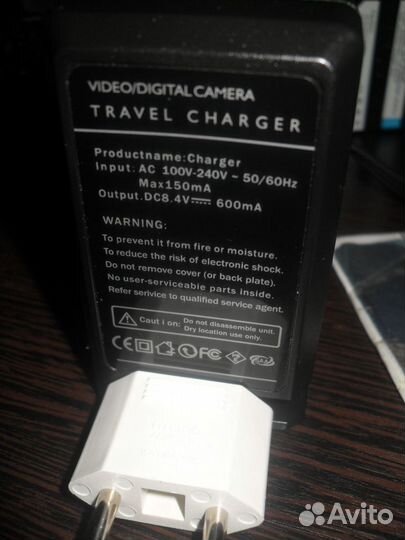 VIDEO/DIGITAL CAMERA
TRAVEL CHARGER
Productname:Charger
Input: AC 100V-240V ~ 50/60Hz
Max150mA
Output:DC8.4V⎓ 600mA
WARNING:
To prevent it from fire or moisture.
To reduce the risk of electronic shock.
Do not remove cover (or back plate).
No user-serviceable parts inside.
Refer serivice to qualified service agent.
Cauti on: Do not disassemble unit.
Dry location use only.
CE FC
Avito